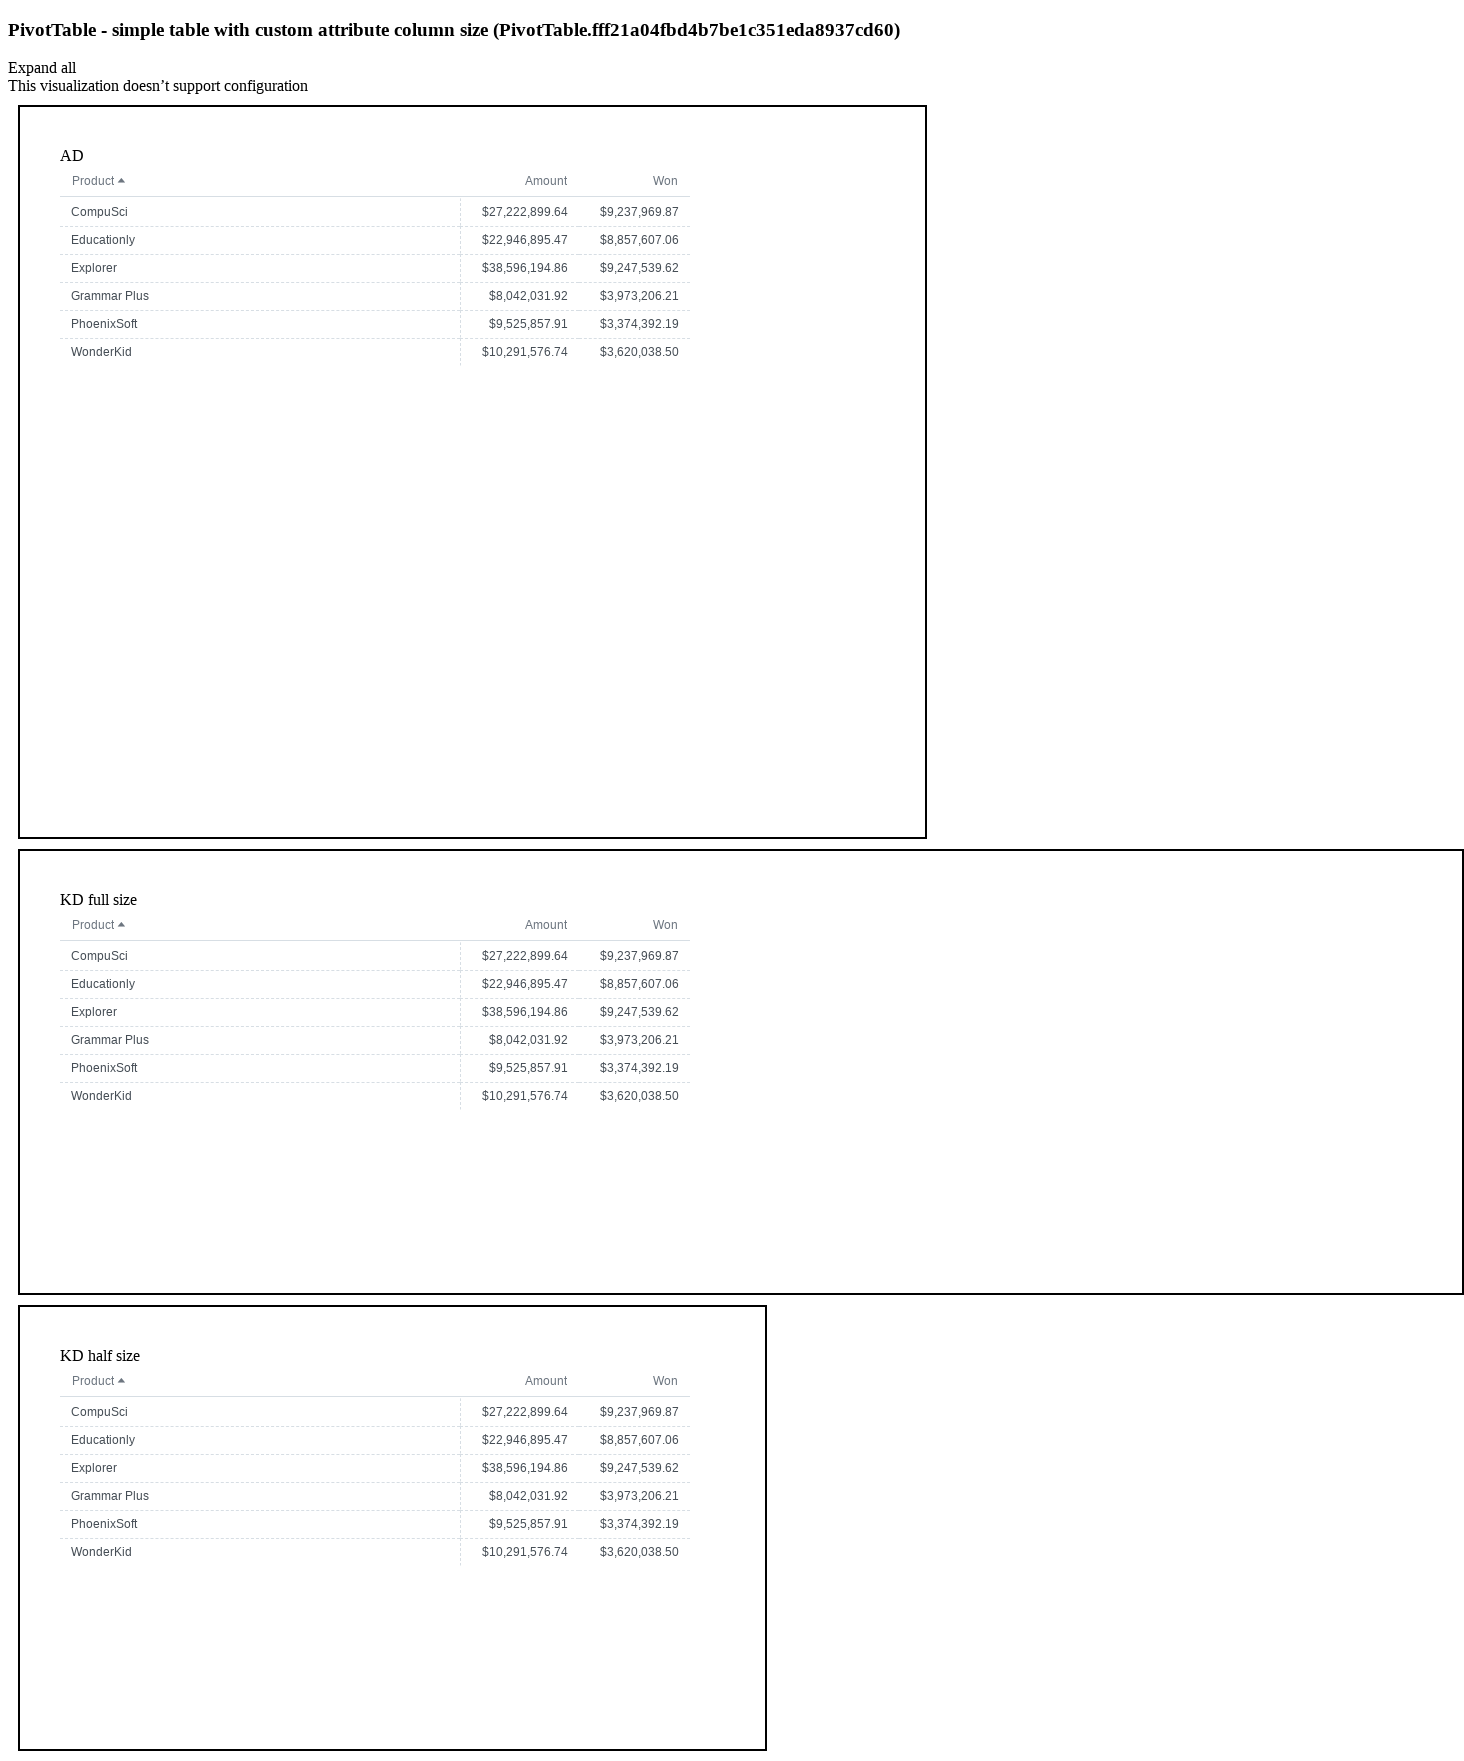 PivotTable - simple table with custom attribute column size (PivotTable.fff21a04fbd4b7be1c351eda8937cd60)
Expand all
This visualization doesn’t support configuration
AD
Product Amount Won
CompuSci $27,222,899.64 $9,237,969.87
Educationly $22,946,895.47 $8,857,607.06
Explorer $38,596,194.86 $9,247,539.62
Grammar Plus $8,042,031.92 $3,973,206.21
PhoenixSoft $9,525,857.91 $3,374,392.19
WonderKid $10,291,576.74 $3,620,038.50
KD full size
Product Amount Won
CompuSci $27,222,899.64 $9,237,969.87
Educationly $22,946,895.47 $8,857,607.06
Explorer $38,596,194.86 $9,247,539.62
Grammar Plus $8,042,031.92 $3,973,206.21
PhoenixSoft $9,525,857.91 $3,374,392.19
WonderKid $10,291,576.74 $3,620,038.50
KD half size
Product Amount Won
CompuSci $27,222,899.64 $9,237,969.87
Educationly $22,946,895.47 $8,857,607.06
Explorer $38,596,194.86 $9,247,539.62
Grammar Plus $8,042,031.92 $3,973,206.21
PhoenixSoft $9,525,857.91 $3,374,392.19
WonderKid $10,291,576.74 $3,620,038.50